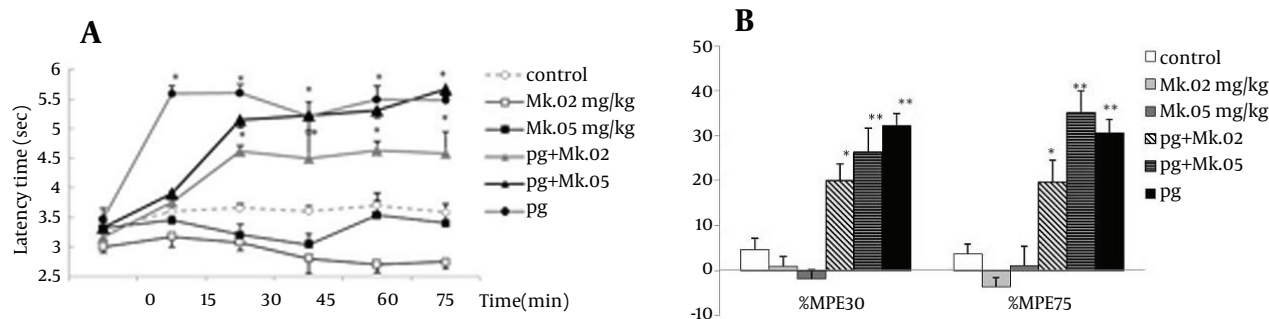 A
Latency time (sec)
6
5.5
5
4.5
4
3.5
3
2.5
0 15 30 45 60 75 Time(min)
* * * * *
** * *
*
control
Mk.02 mg/kg
Mk.05 mg/kg
pg+Mk.02
pg+Mk.05
pg
B
50
40
30
20
10
0
-10
* ** **
* ** **
%MPE30 %MPE75
control
Mk.02 mg/kg
Mk.05 mg/kg
pg+Mk.02
pg+Mk.05
pg